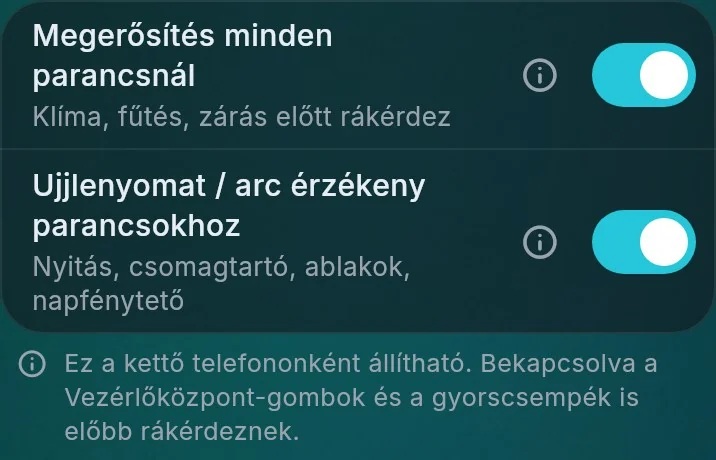 Megerősítés minden
parancsnál
Klíma, fűtés, zárás előtt rákérdez
Ujjlenyomat / arc érzékeny
parancsokhoz
Nyitás, csomagtartó, ablakok,
napfénytető
Ez a kettő telefononként állítható. Bekapcsolva a
Vezérlőközpont-gombok és a gyorscsempék is
előbb rákérdeznek.